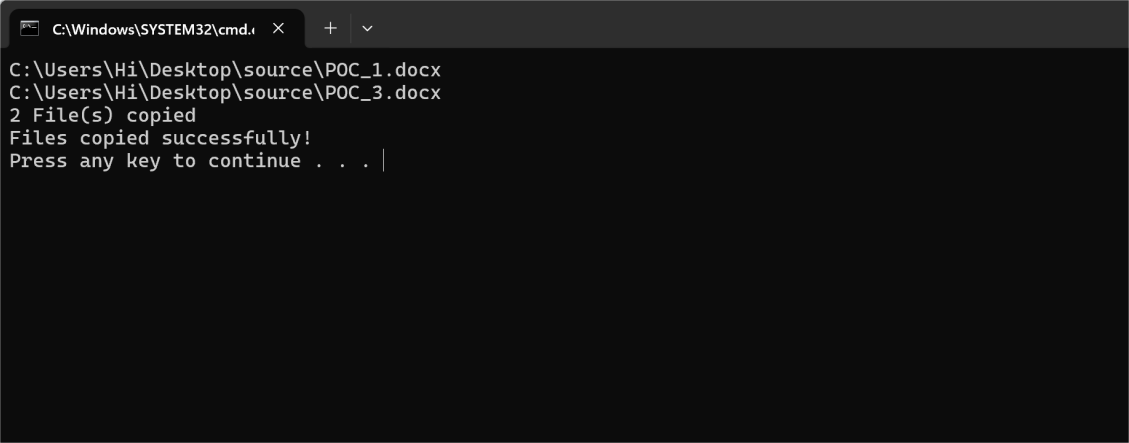 C:\Windows\SYSTEM32\cmd.e
C:\Users\Hi\Desktop\source\POC_1.docx
C:\Users\Hi\Desktop\source\POC_3.docx
2 File(s) copied
Files copied successfully!
Press any key to continue . . .